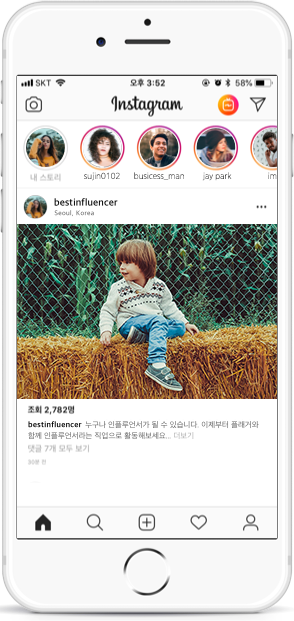 SKT 오후 3:52 58%
Instagram
내 스토리 sujin0102 busicess_man jay park im
bestinfluencer
Seoul, Korea
조회 2,782명
bestinfluencer 누구나 인플루언서가 될 수 있습니다. 이제부터 플래거와
함께 인플루언서라는 직업으로 활동해보세요... 더보기
댓글 7개 모두 보기
30분 전